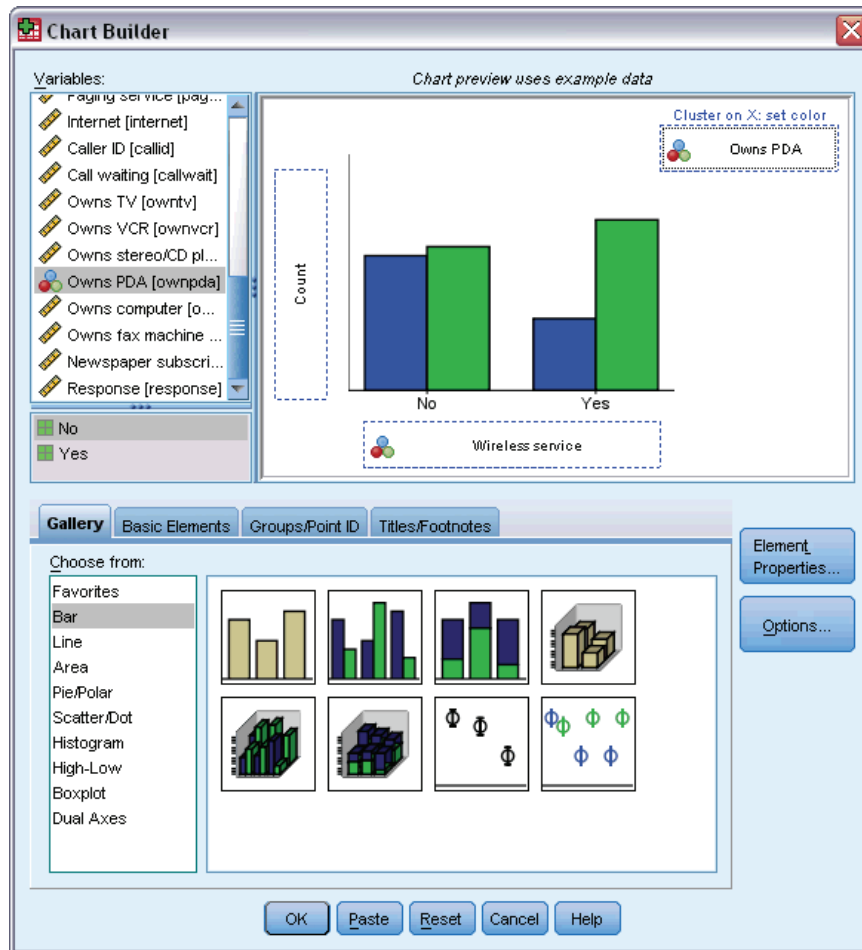 Chart Builder
Variables:
Chart preview uses example data
Paging service [pag...
Internet [internet]
Caller ID [callid]
Call waiting [callwait]
Owns TV [owntv]
Owns VCR [ownvcr]
Owns stereo/CD pl...
Owns PDA [ownpda]
Owns computer [o...
Owns fax machine ...
Newspaper subscri...
Response [response]
No
Yes
Cluster on X: set color
Owns PDA
Count
No Yes
Wireless service
Gallery Basic Elements Groups/Point ID Titles/Footnotes
Choose from:
Favorites
Bar
Line
Area
Pie/Polar
Scatter/Dot
Histogram
High-Low
Boxplot
Dual Axes
Element
Properties...
Options...
OK Paste Reset Cancel Help